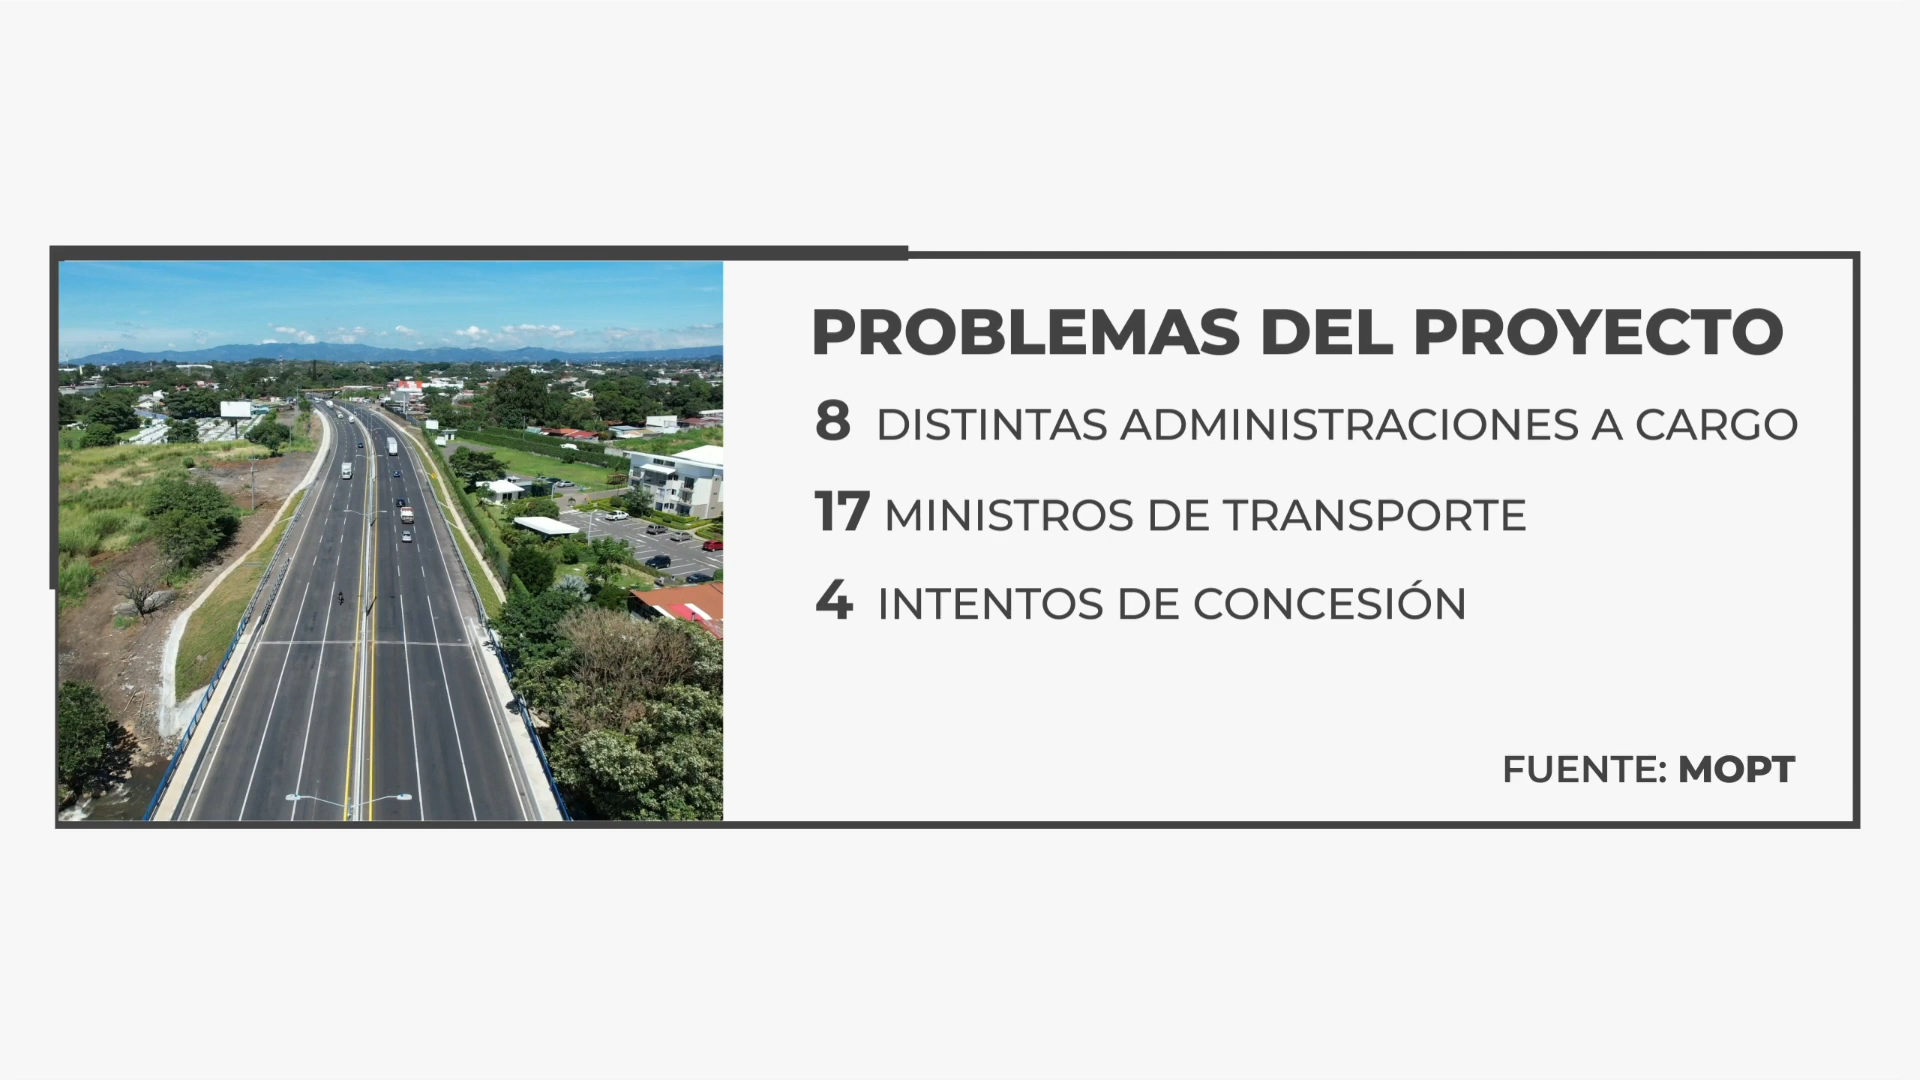 PROBLEMAS DEL PROYECTO
8 DISTINTAS ADMINISTRACIONES A CARGO
17 MINISTROS DE TRANSPORTE
4 INTENTOS DE CONCESIÓN
FUENTE: MOPT